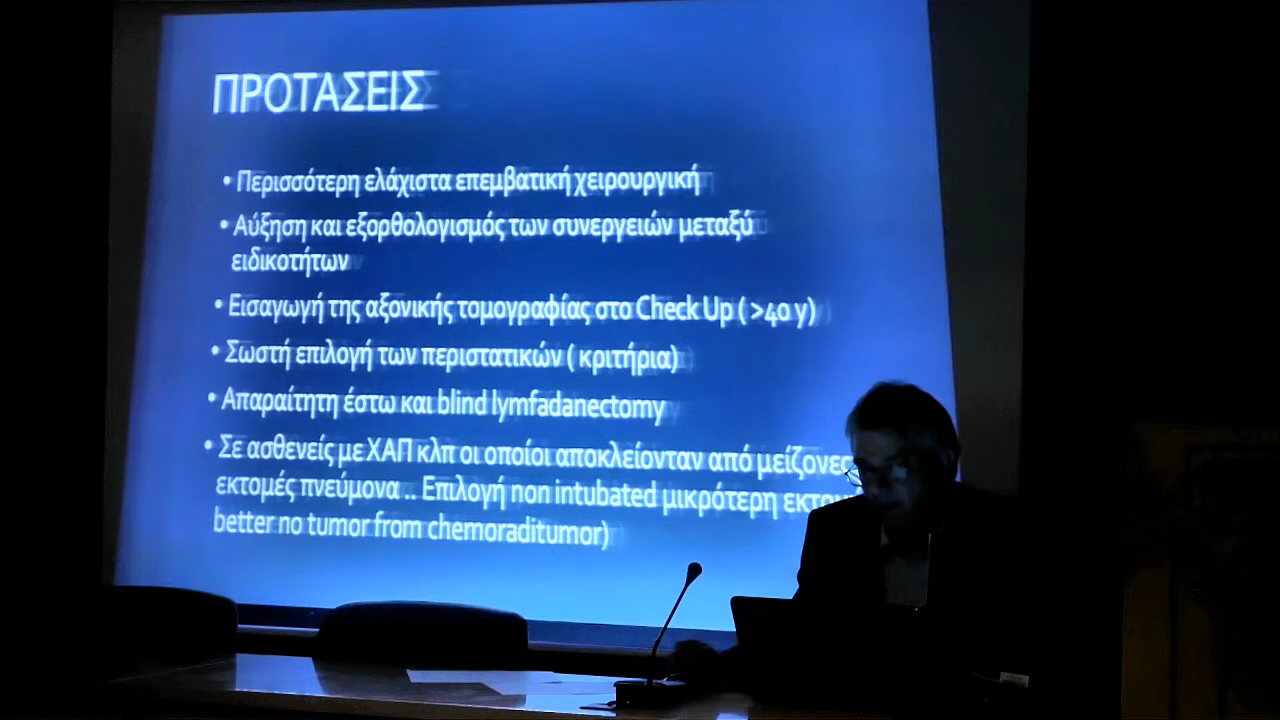 ΠΡΟΤΑΣΕΙΣ
• Περισσότερη ελάχιστα επεμβατική χειρουργική
• Αύξηση και εξορθολογισμός των συνεργειών μεταξύ
ειδικοτήτων
• Εισαγωγή της αξονικής τομογραφίας στο Check Up ( >40 y)
• Σωστή επιλογή των περιστατικών ( κριτήρια)
• Απαραίτητη έστω και blind lymfadanectomy
• Σε ασθενείς με ΧΑΠ κλπ οι οποίοι αποκλείονταν από μείζονες
εκτομές πνεύμονα .. Επιλογή non intubated μικρότερη
better no tumor from chemoraditumor)